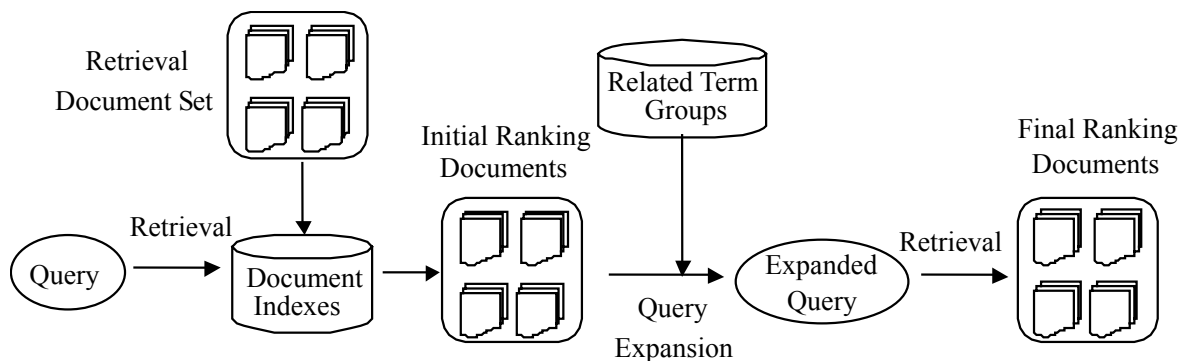 Retrieval
Document Set
Related Term
Groups
Initial Ranking
Documents
Final Ranking
Documents
Retrieval
Query
Document
Indexes
Query
Expansion
Expanded
Query
Retrieval